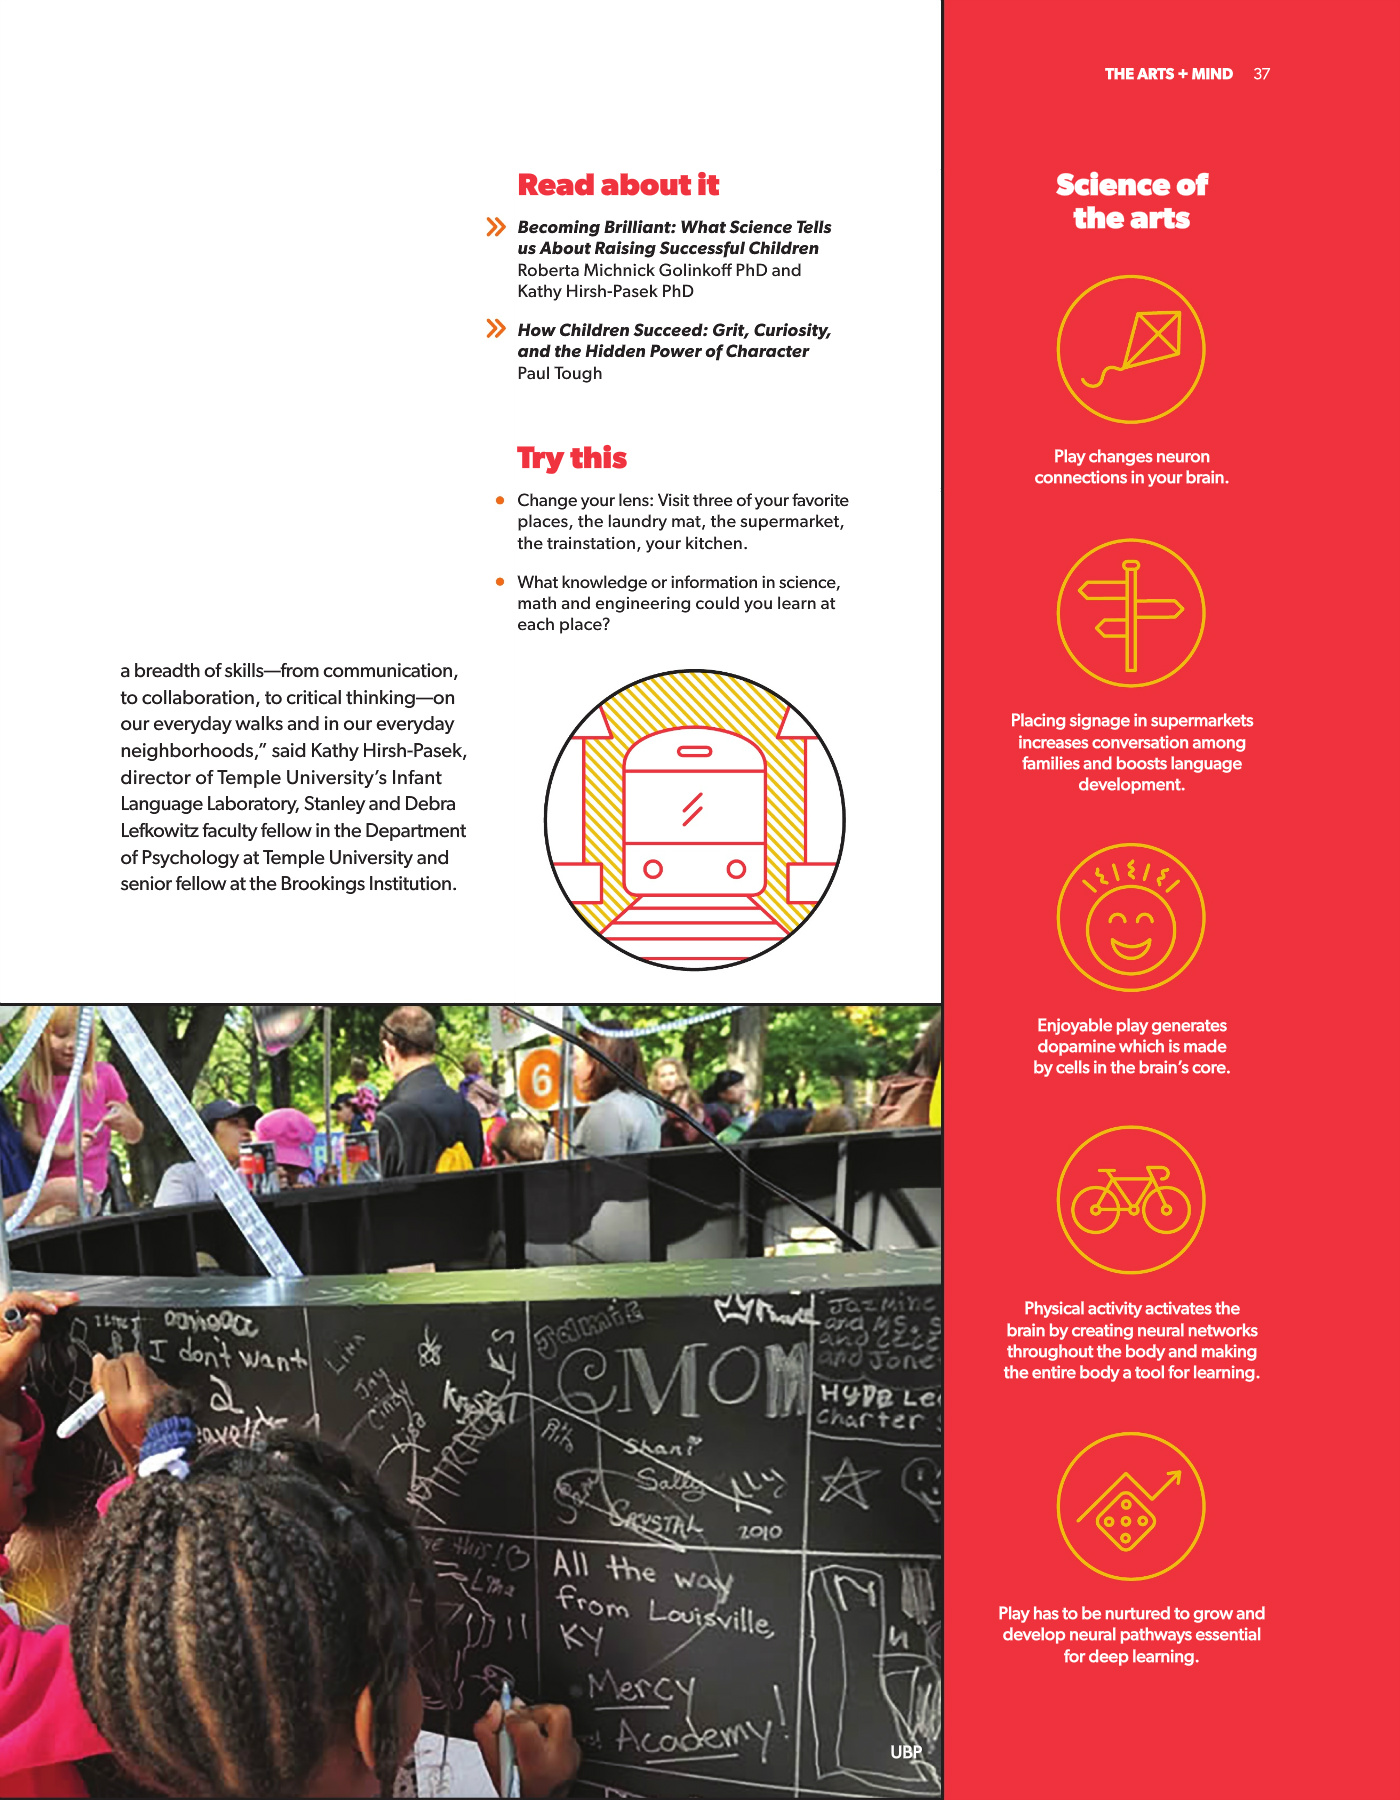 THE ARTS + MIND 37
Read about it
Becoming Brilliant: What Science Tells
us About Raising Successful Children
Roberta Michnick Golinkoff PhD and
Kathy Hirsh-Pasek PhD
How Children Succeed: Grit, Curiosity,
and the Hidden Power of Character
Paul Tough
Try this
Change your lens: Visit three of your favorite
places, the laundry mat, the supermarket,
the trainstation, your kitchen.
What knowledge or information in science,
math and engineering could you learn at
each place?
a breadth of skills—from communication,
to collaboration, to critical thinking—on
our everyday walks and in our everyday
neighborhoods,” said Kathy Hirsh-Pasek,
director of Temple University’s Infant
Language Laboratory, Stanley and Debra
Lefkowitz faculty fellow in the Department
of Psychology at Temple University and
senior fellow at the Brookings Institution.
Science of
the arts
Play changes neuron
connections in your brain.
Placing signage in supermarkets
increases conversation among
families and boosts language
development.
Enjoyable play generates
dopamine which is made
by cells in the brain’s core.
Physical activity activates the
brain by creating neural networks
throughout the body and making
the entire body a tool for learning.
Play has to be nurtured to grow and
develop neural pathways essential
for deep learning.
6
I don't want
2
Jamie
CMOM
Jazmine
and Ms.
and
and Jone
HYDE Le
Charter
Shani
Sally
CRYSTAL
2010
this!
Lina
All the way
from Louisville,
KY
Mercy
Academy!
UBP